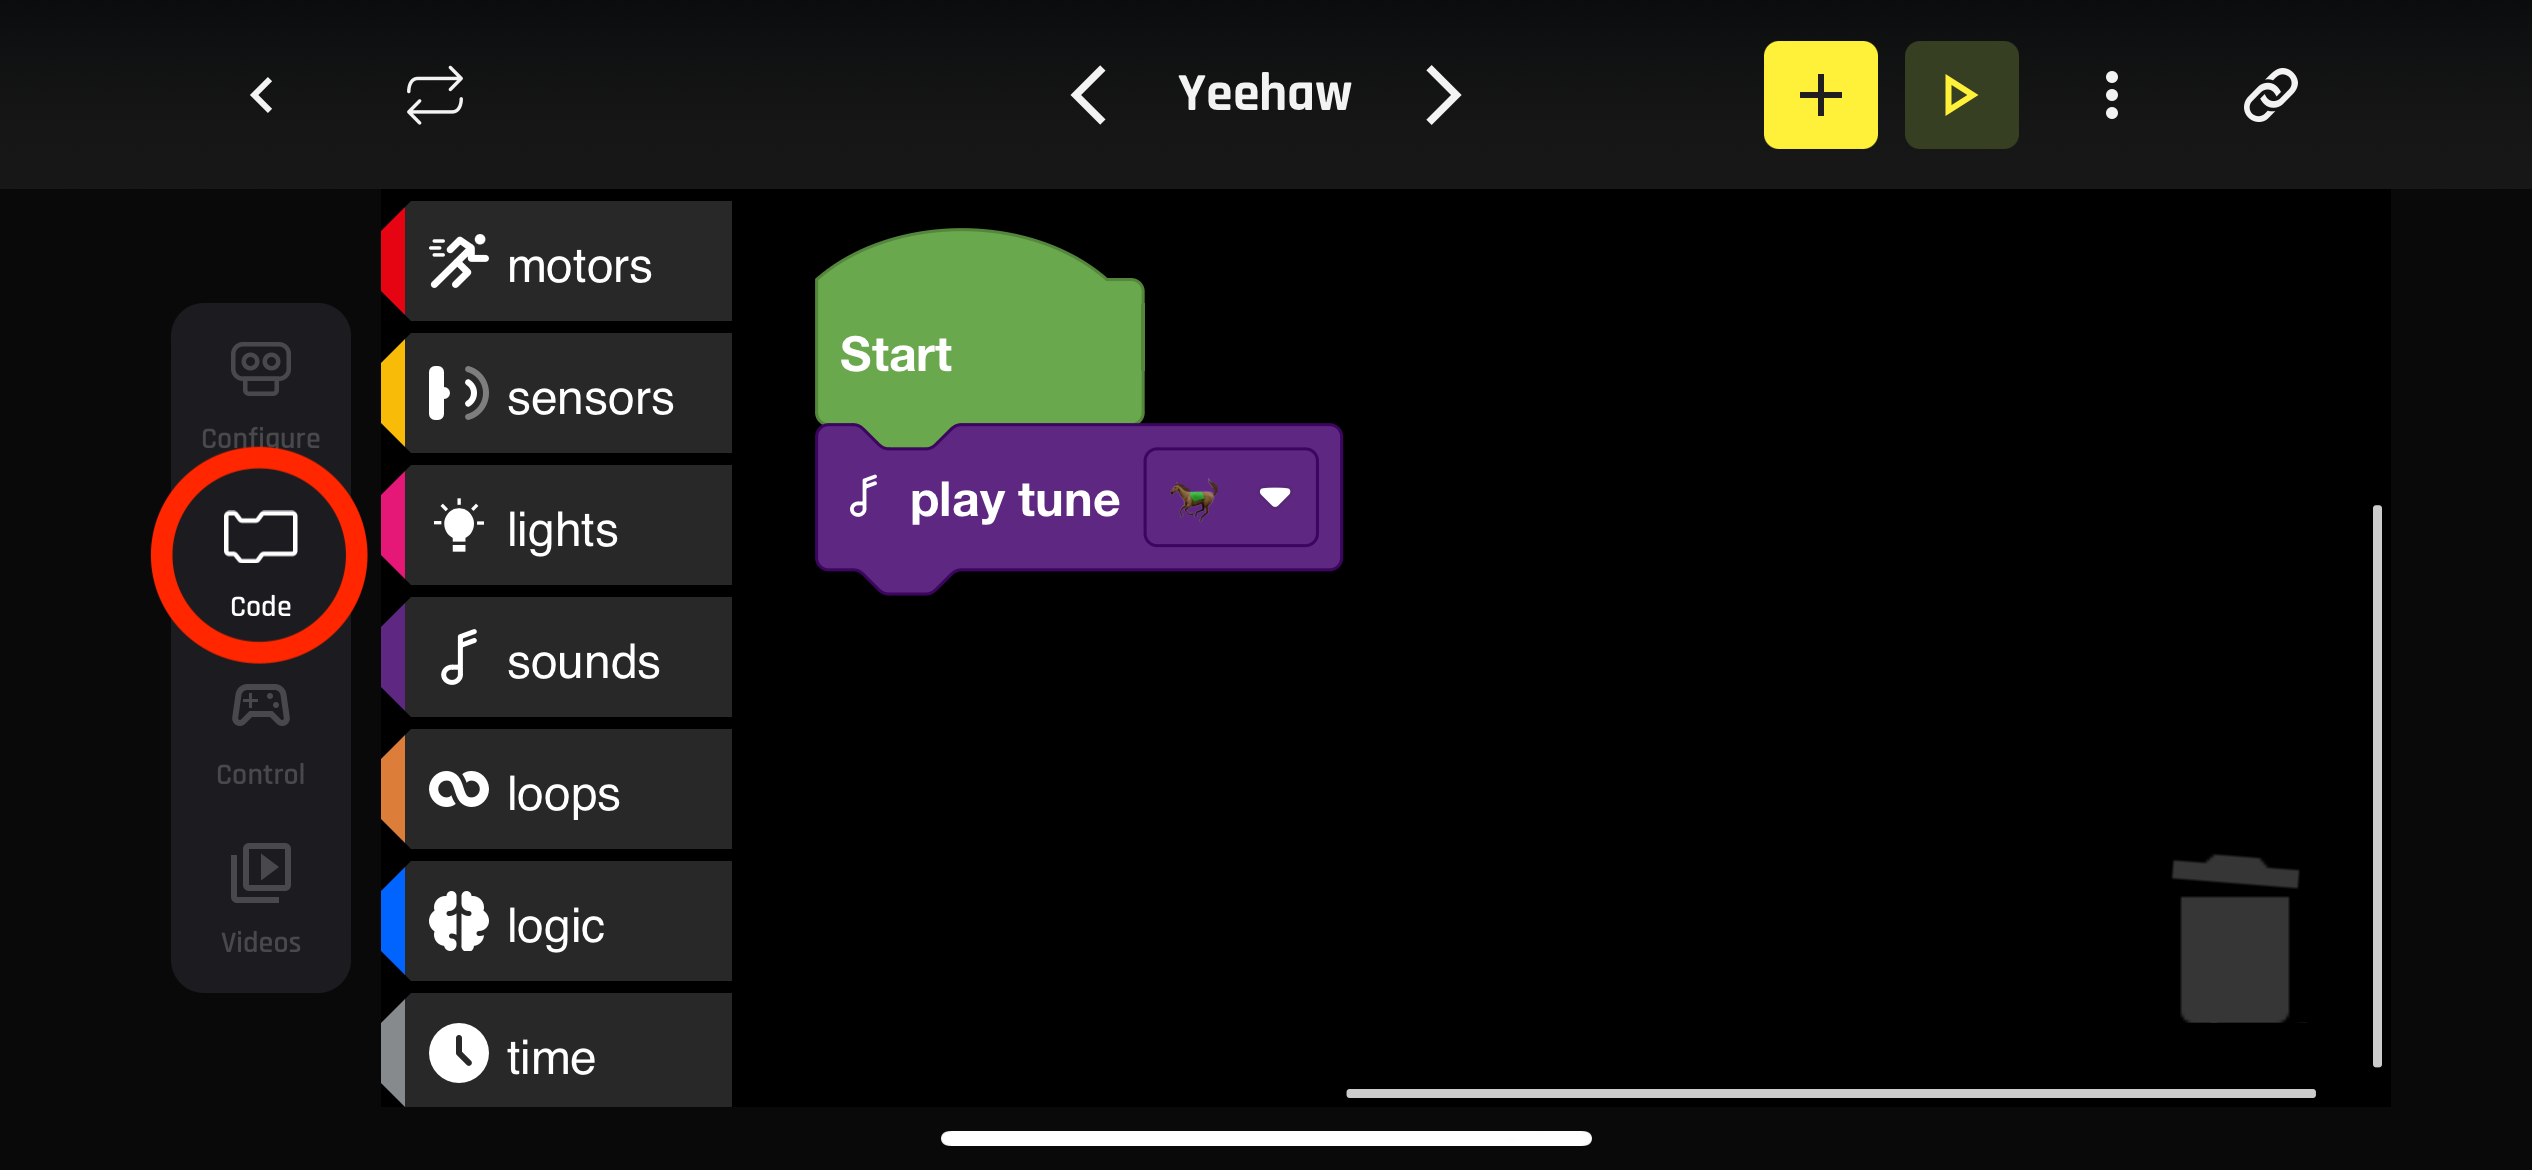 Yeehaw
Configure
Code
Control
Videos
motors
sensors
lights
sounds
loops
logic
time
Start
play tune